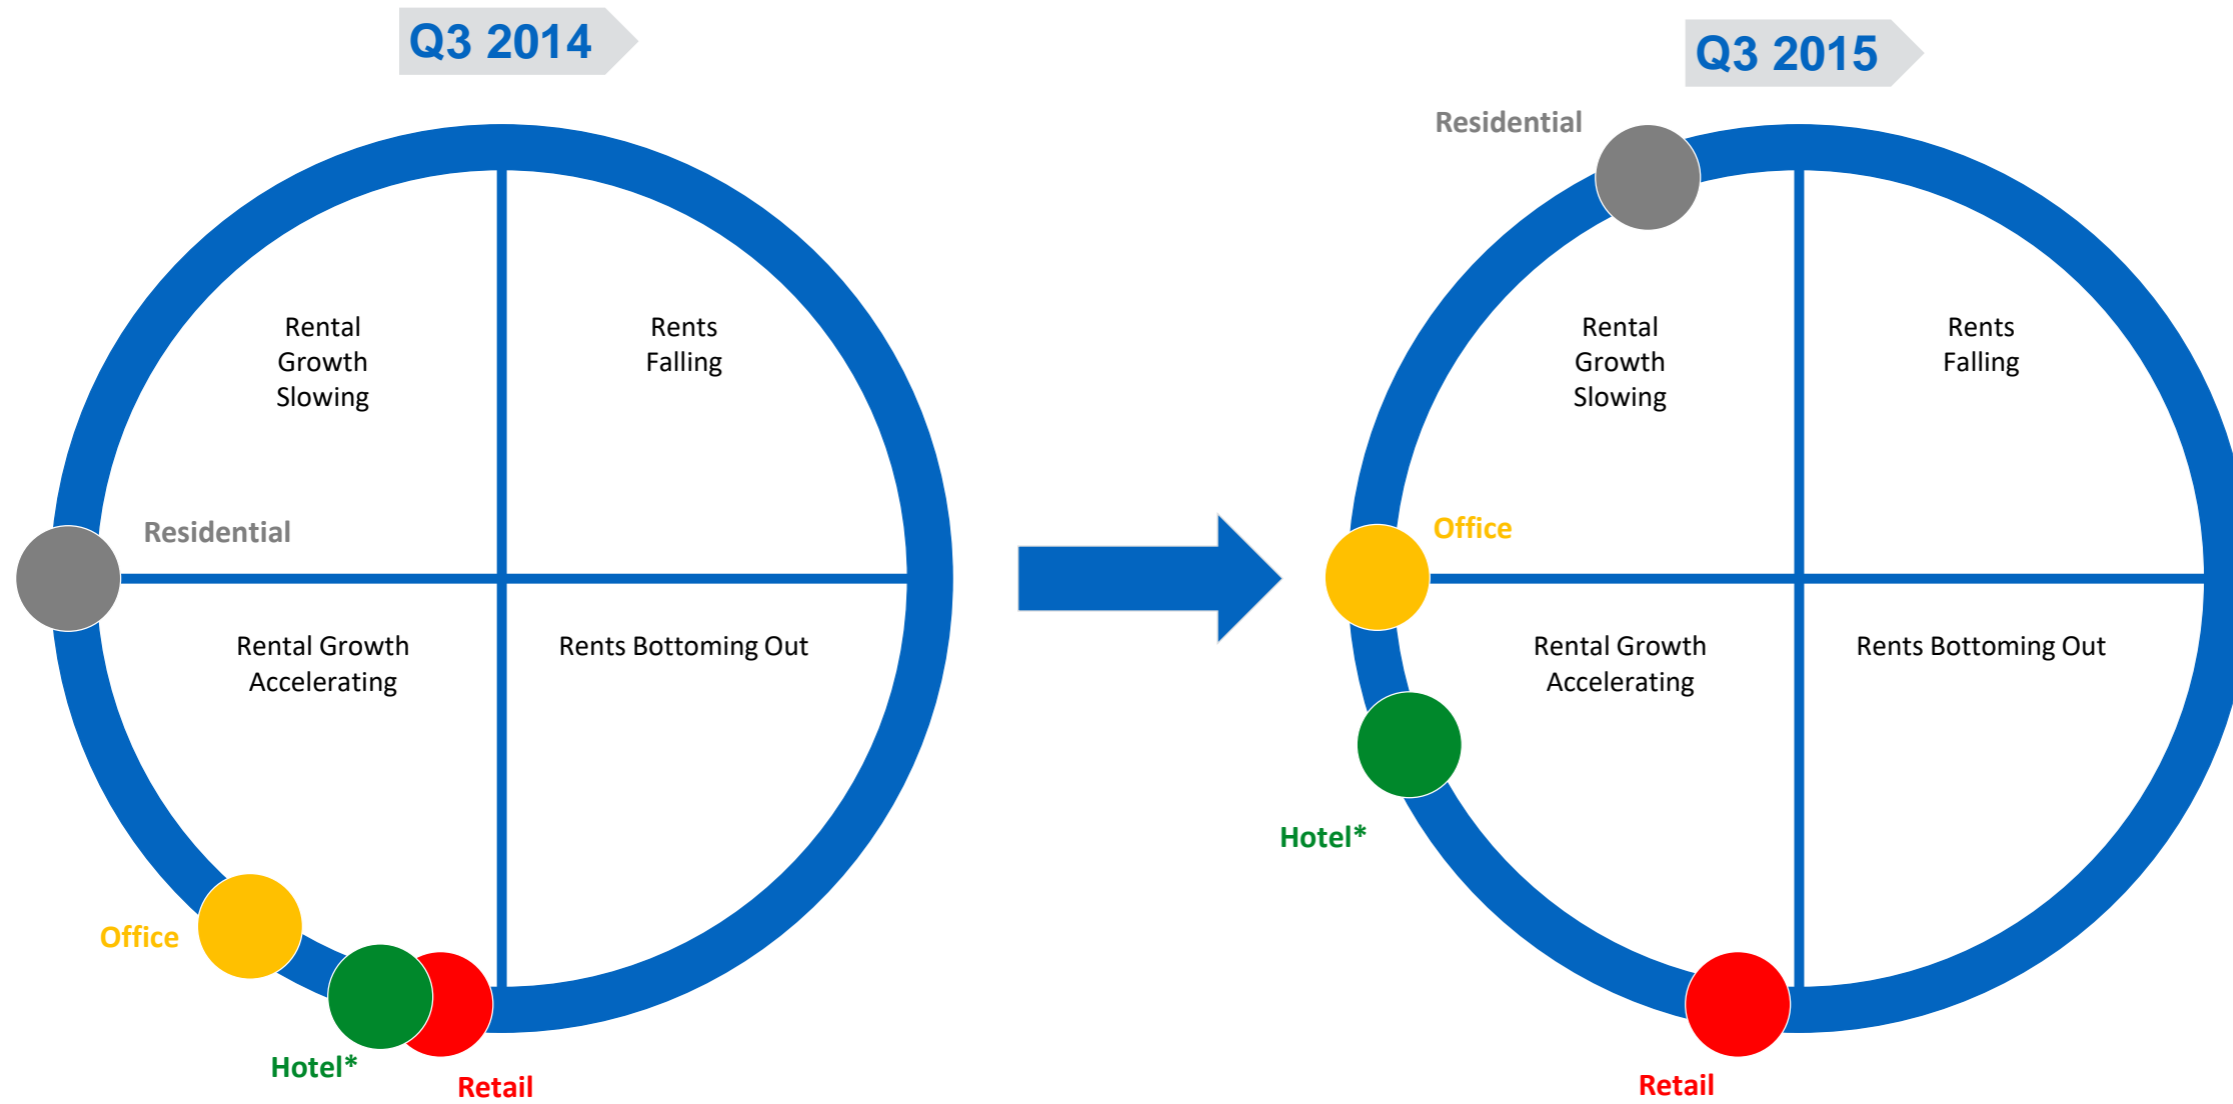 Q3 2014
Rental
Growth
Slowing
Rents
Falling
Residential
Rental Growth
Accelerating
Rents Bottoming Out
Office
Hotel*
Retail
Q3 2015
Residential
Rental
Growth
Slowing
Rents
Falling
Office
Rental Growth
Accelerating
Rents Bottoming Out
Hotel*
Retail